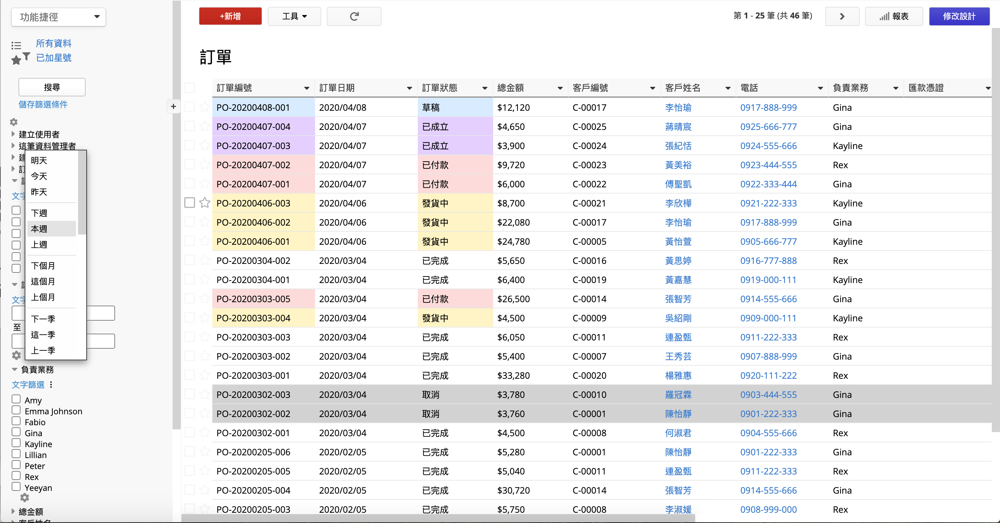 功能捷徑
+新增
工具
第 1 - 25 筆 (共 46 筆)
報表
修改設計
所有資料
已加星號
搜尋
儲存篩選條件
建立使用者
這筆資料管理者
建
文字
明天
今天
昨天
下週
本週
上週
下個月
這個月
上個月
下一季
這一季
上一季
文字
至
負責業務
文字篩選
Amy
Emma Johnson
Fabio
Gina
Kayline
Lillian
Peter
Rex
Yeeyan
總金額
客戶姓名
訂單
訂單編號 訂單日期 訂單狀態 總金額 客戶編號 客戶姓名 電話 負責業務 匯款憑證
PO-20200408-001 2020/04/08 草稿 $12,120 C-00017 李怡瑜 0917-888-999 Gina
PO-20200407-004 2020/04/07 已成立 $4,650 C-00025 蔣晴宸 0925-666-777 Gina
PO-20200407-003 2020/04/07 已成立 $3,900 C-00024 張紀恬 0924-555-666 Kayline
PO-20200407-002 2020/04/07 已付款 $9,720 C-00023 黃美裕 0923-444-555 Rex
PO-20200407-001 2020/04/07 已付款 $6,000 C-00022 傅聖凱 0922-333-444 Gina
PO-20200406-003 2020/04/06 發貨中 $8,700 C-00021 李欣樺 0921-222-333 Kayline
PO-20200406-002 2020/04/06 發貨中 $22,080 C-00017 李怡瑜 0917-888-999 Gina
PO-20200406-001 2020/04/06 發貨中 $24,780 C-00005 黃怡萱 0905-666-777 Kayline
PO-20200304-002 2020/03/04 已完成 $5,650 C-00016 黃思婷 0916-777-888 Rex
PO-20200304-001 2020/03/04 已完成 $6,400 C-00019 黃嘉慧 0919-000-111 Kayline
PO-20200303-005 2020/03/04 已付款 $26,500 C-00014 張智芳 0914-555-666 Gina
PO-20200303-004 2020/03/04 發貨中 $4,500 C-00009 吳紹剛 0909-000-111 Kayline
PO-20200303-003 2020/03/04 已完成 $6,050 C-00011 連盈甄 0911-222-333 Rex
PO-20200303-002 2020/03/04 已完成 $5,400 C-00007 王秀芸 0907-888-999 Gina
PO-20200303-001 2020/03/04 已完成 $33,280 C-00020 楊雅惠 0920-111-222 Rex
PO-20200302-003 2020/03/04 取消 $3,780 C-00010 羅冠霖 0903-444-555 Gina
PO-20200302-002 2020/03/04 取消 $3,760 C-00001 陳怡靜 0901-222-333 Gina
PO-20200302-001 2020/03/04 已完成 $4,500 C-00008 何淑君 0904-555-666 Rex
PO-20200205-006 2020/02/05 已完成 $5,280 C-00001 陳怡靜 0901-222-333 Gina
PO-20200205-005 2020/02/05 已完成 $5,040 C-00011 連盈甄 0911-222-333 Rex
PO-20200205-004 2020/02/05 已完成 $30,720 C-00014 張智芳 0914-555-666 Gina
PO-20200205-003 2020/02/05 已完成 $5,750 C-00008 李淑媛 0908-999-000 Rex